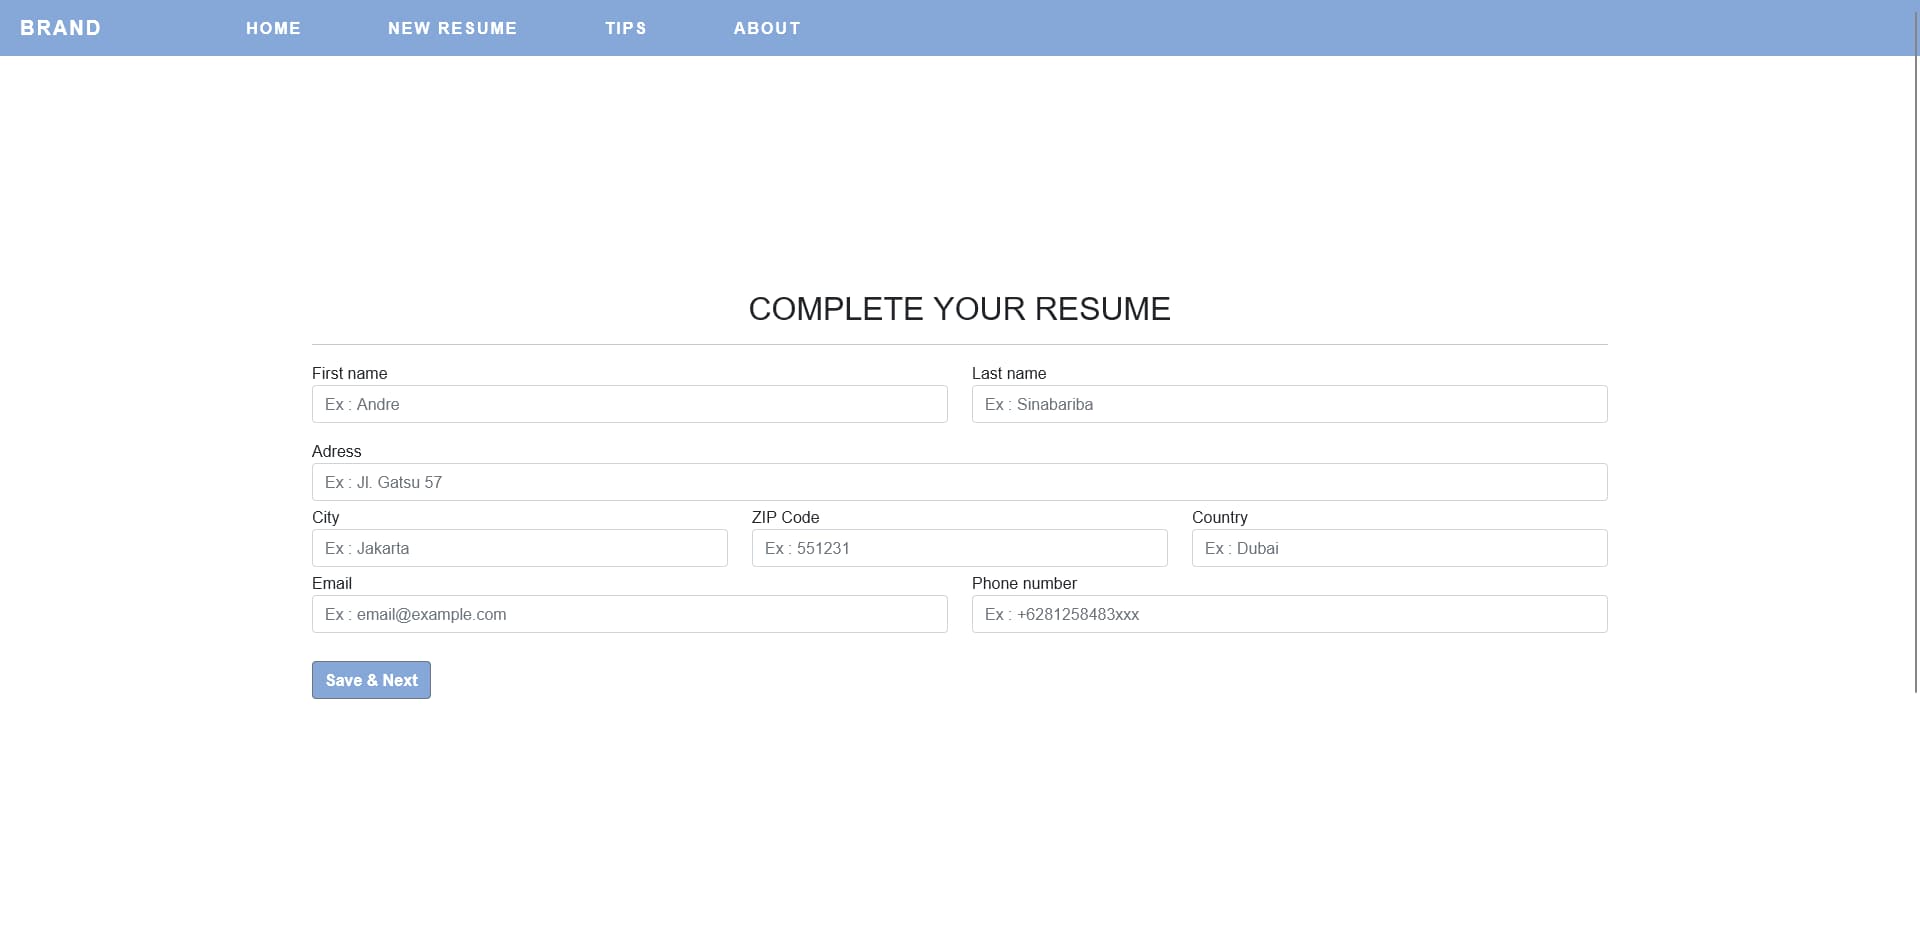 BRAND HOME NEW RESUME TIPS ABOUT
COMPLETE YOUR RESUME
First name Last name
Ex : Andre Ex : Sinabariba
Adress
Ex : Jl. Gatsu 57
City ZIP Code Country
Ex : Jakarta Ex : 551231 Ex : Dubai
Email Phone number
Ex : email@example.com Ex : +6281258483xxx
Save & Next